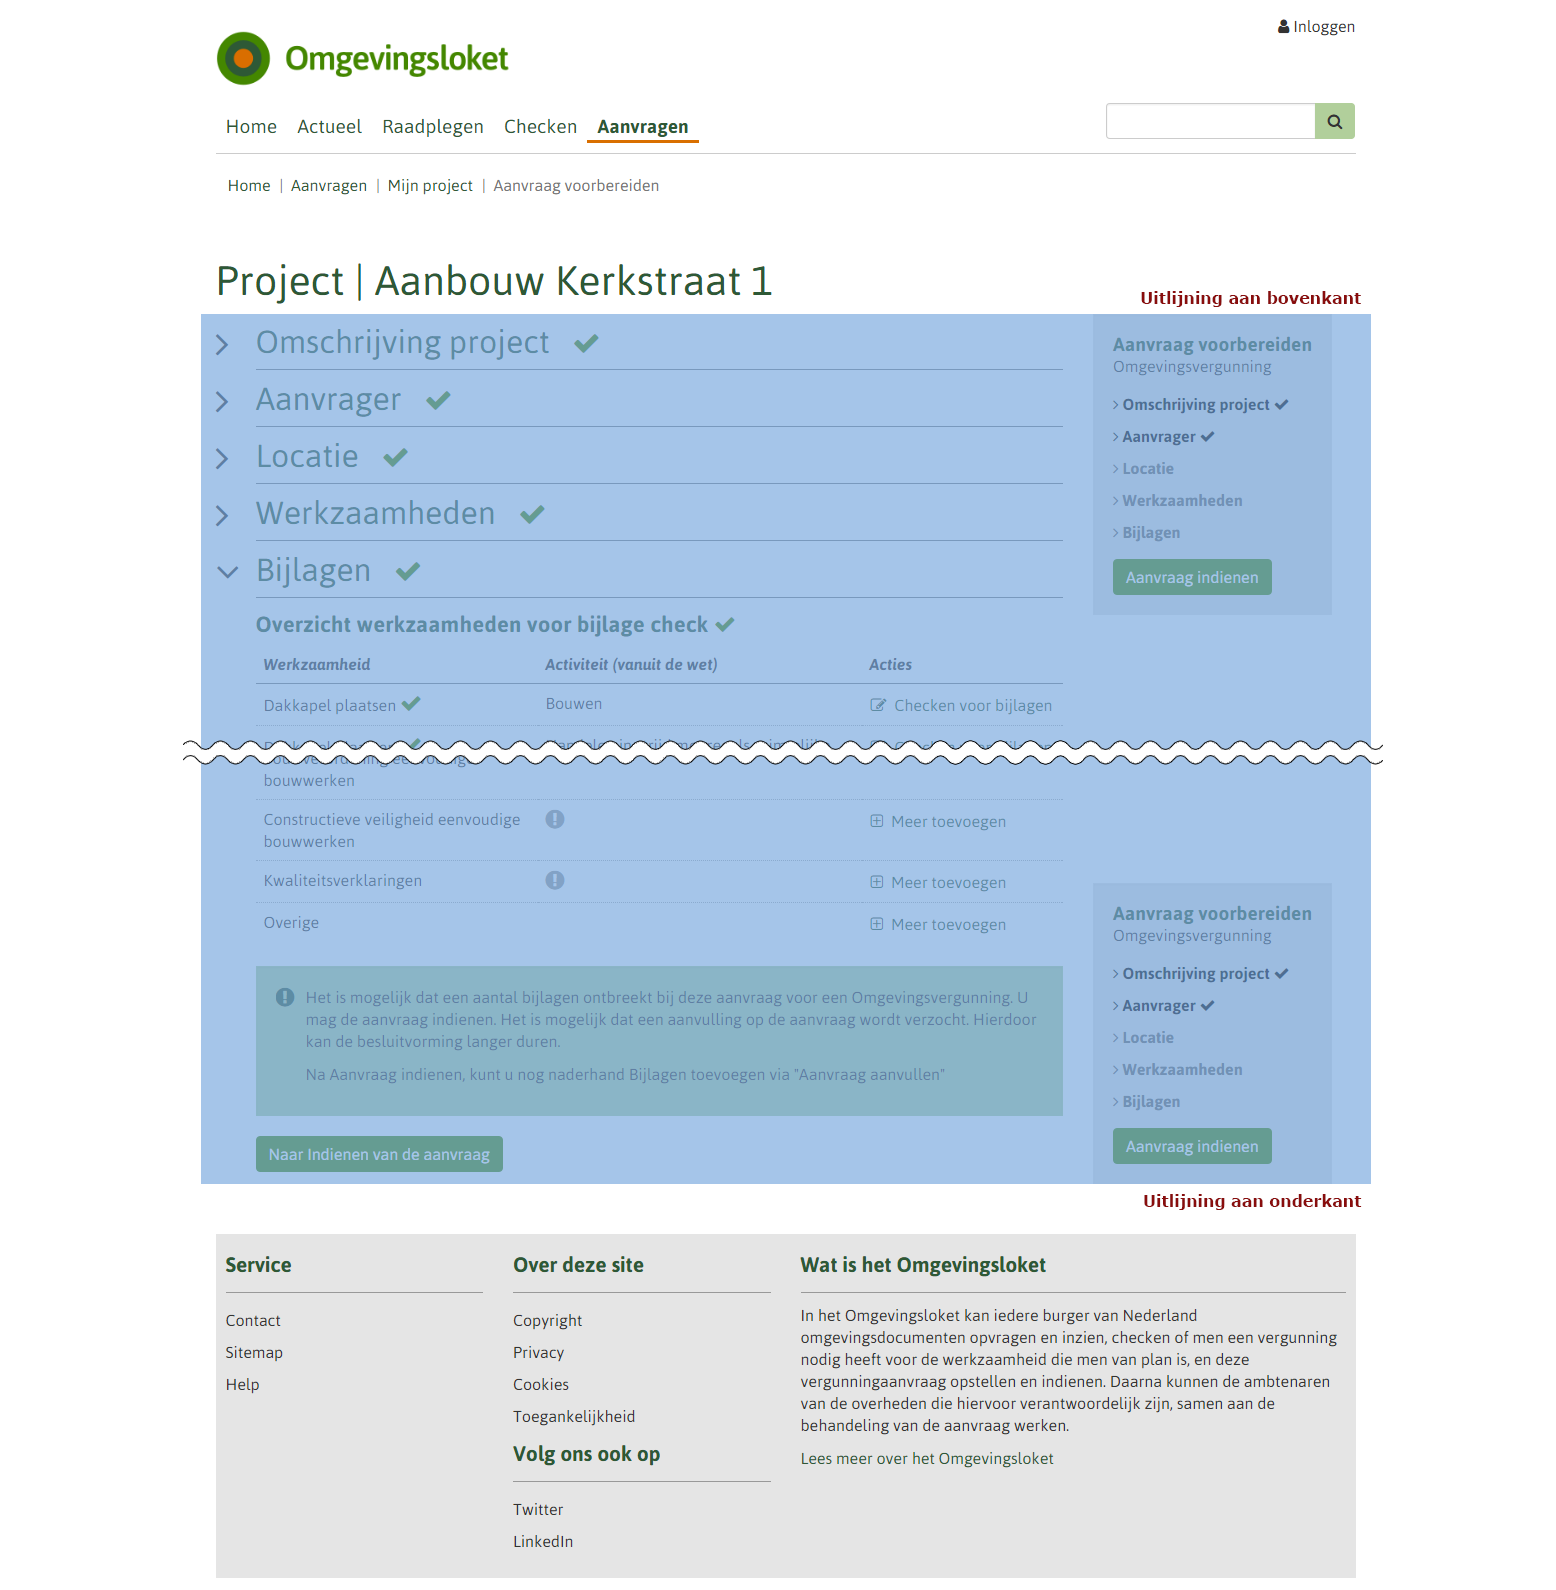 Inloggen
Omgevingsloket
Home Actueel Raadplegen Checken Aanvragen
Home | Aanvragen | Mijn project | Aanvraag voorbereiden
Project | Aanbouw Kerkstraat 1
Uitlijning aan bovenkant
Omschrijving project
Aanvrager
Locatie
Werkzaamheden
Bijlagen
Overzicht werkzaamheden voor bijlage check
Werkzaamheid Activiteit (vanuit de wet) Acties
Dakkapel plaatsen Bouwen Checken voor bijlagen
bouwwerken
Constructieve veiligheid eenvoudige
bouwwerken
Meer toevoegen
Kwaliteitsverklaringen Meer toevoegen
Overige Meer toevoegen
Het is mogelijk dat een aantal bijlagen ontbreekt bij deze aanvraag voor een Omgevingsvergunning. U
mag de aanvraag indienen. Het is mogelijk dat een aanvulling op de aanvraag wordt verzocht. Hierdoor
kan de besluitvorming langer duren.
Na Aanvraag indienen, kunt u nog naderhand Bijlagen toevoegen via "Aanvraag aanvullen"
Naar Indienen van de aanvraag
Aanvraag voorbereiden
Omgevingsvergunning
Omschrijving project
Aanvrager
Locatie
Werkzaamheden
Bijlagen
Aanvraag indienen
Aanvraag voorbereiden
Omgevingsvergunning
Omschrijving project
Aanvrager
Locatie
Werkzaamheden
Bijlagen
Aanvraag indienen
Uitlijning aan onderkant
Service
Contact
Sitemap
Help
Over deze site
Copyright
Privacy
Cookies
Toegankelijkheid
Volg ons ook op
Twitter
LinkedIn
Wat is het Omgevingsloket
In het Omgevingsloket kan iedere burger van Nederland
omgevingsdocumenten opvragen en inzien, checken of men een vergunning
nodig heeft voor de werkzaamheid die men van plan is, en deze
vergunningaanvraag opstellen en indienen. Daarna kunnen de ambtenaren
van de overheden die hiervoor verantwoordelijk zijn, samen aan de
behandeling van de aanvraag werken.
Lees meer over het Omgevingsloket